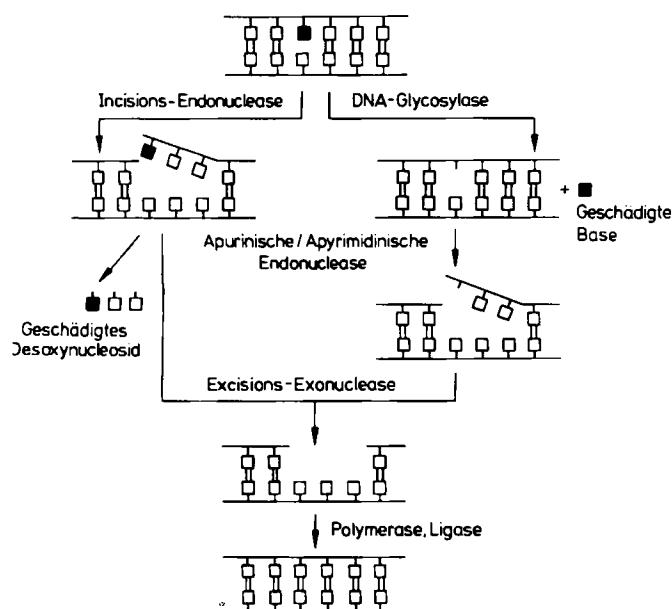 Incisions-Endonuclease
DNA-Glycosylase
+
Geschädigte
Base
Apurinische/Apyrimidinische
Endonuclease
Geschädigtes
Desoxynucleosid
Excisions-Exonuclease
Polymerase, Ligase